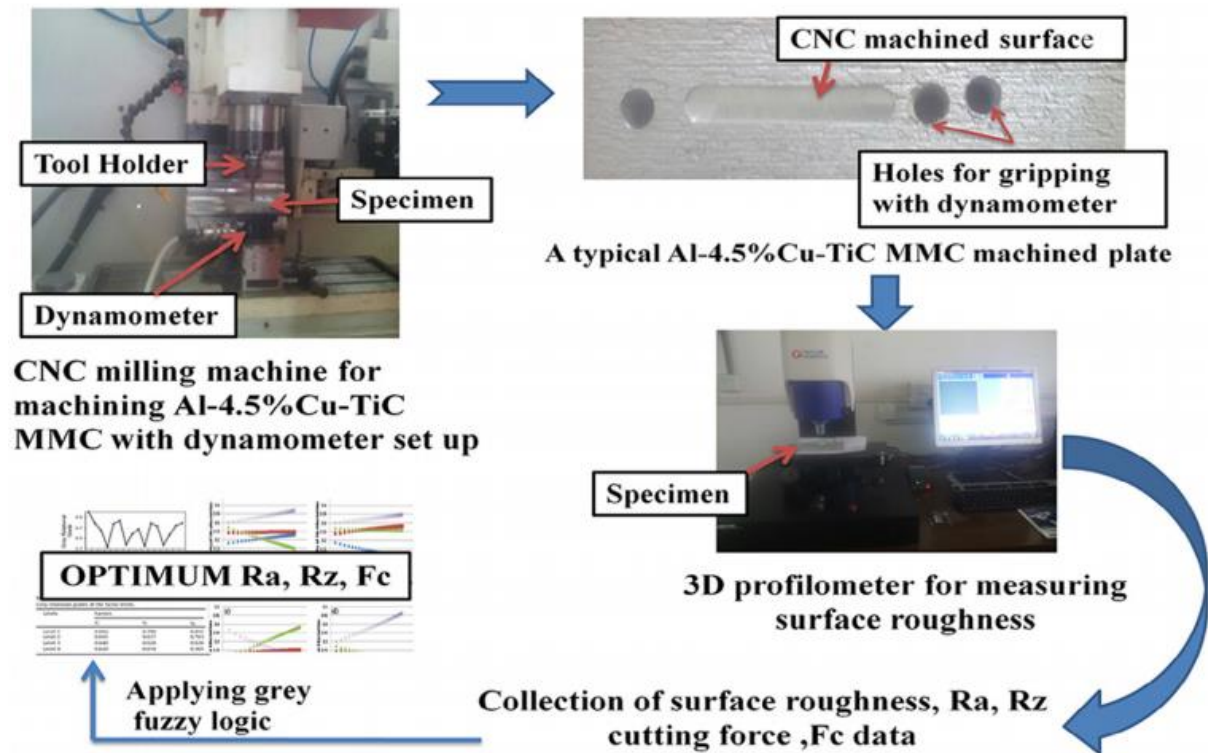 Tool Holder
Specimen
Dynamometer
CNC milling machine for
machining Al-4.5%Cu-TiC
MMC with dynamometer set up
CNC machined surface
Holes for gripping
with dynamometer
A typical Al-4.5%Cu-TiC MMC machined plate
Specimen
3D profilometer for measuring
surface roughness
Collection of surface roughness, Ra, Rz
cutting force ,Fc data
Applying grey
fuzzy logic
OPTIMUM Ra, Rz, Fc